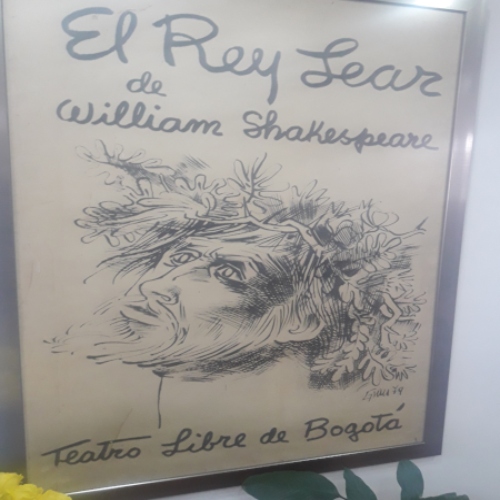 El Rey Lear
de
William Shakespeare
Teatro Libre de Bogotá